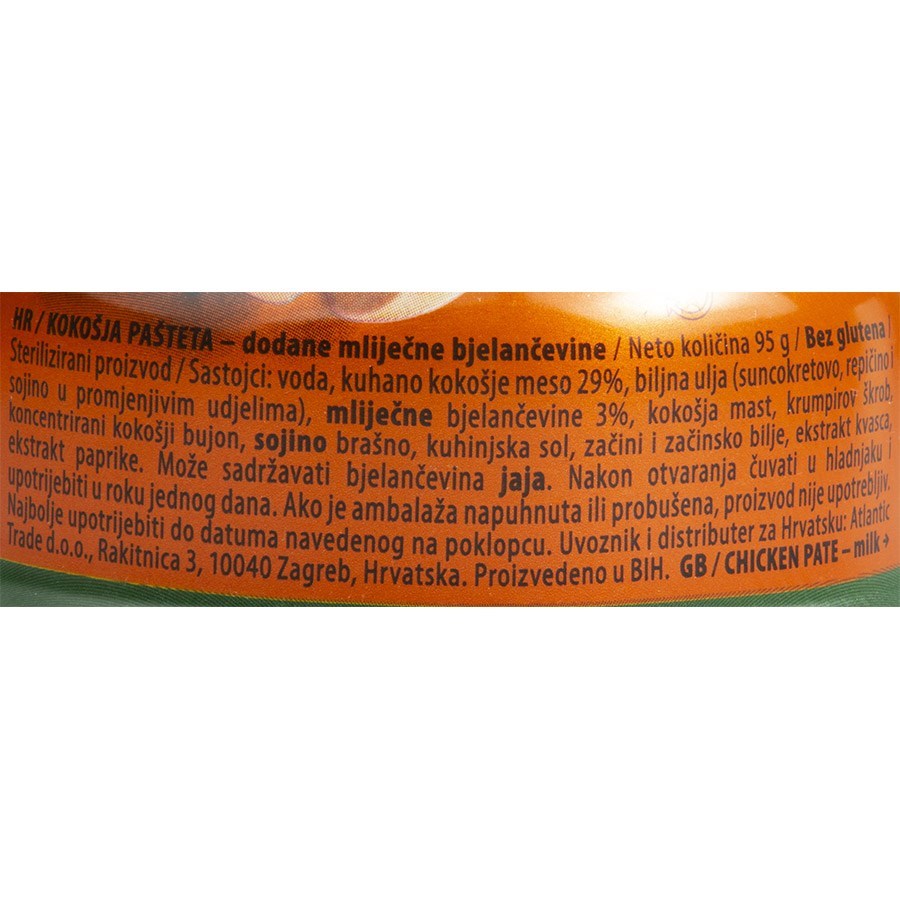 HR / KOKOŠJA PAŠTETA – dodane mliječne bjelančevine / Neto količina 95 g / Bez glutena /
Sterilizirani proizvod / Sastojci: voda, kuhano kokošje meso 29%, biljna ulja (suncokretovo, repičino i
sojino u promjenjivim udjelima), mliječne bjelančevine 3%, kokošja mast, krumpirov škrob,
koncentrirani kokošji bujon, sojino brašno, kuhinjska sol, začini i začinsko bilje, ekstrakt kvasca,
ekstrakt paprike. Može sadržavati bjelančevina jaja. Nakon otvaranja čuvati u hladnjaku i
upotrijebiti u roku jednog dana. Ako je ambalaža napuhnuta ili probušena, proizvod nije upotrebljiv.
Najbolje upotrijebiti do datuma navedenog na poklopcu. Uvoznik i distributer za Hrvatsku: Atlantic
Trade d.o.o., Rakitnica 3, 10040 Zagreb, Hrvatska. Proizvedeno u BIH. GB / CHICKEN PATE – milk →